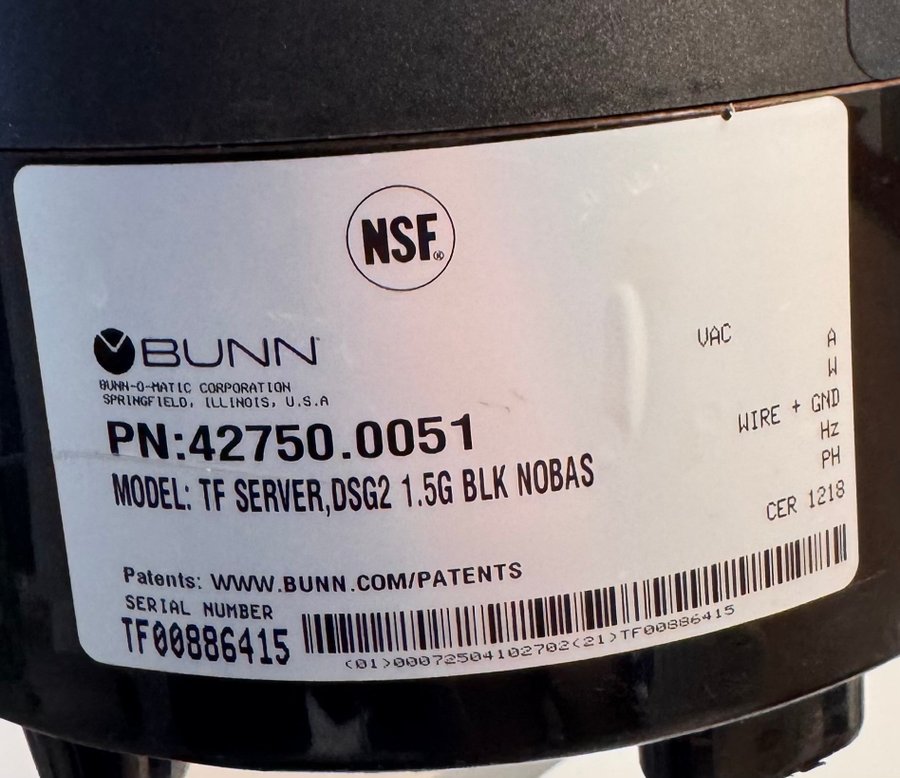 NSF®
BUNN®
BUNN-O-MATIC CORPORATION
SPRINGFIELD, ILLINOIS, U.S.A
PN:42750.0051
MODEL: TF SERVER,DSG2 1.5G BLK NOBAS
VAC A
W
WIRE + GND
Hz
PH
CER 1218
Patents: WWW.BUNN.COM/PATENTS
SERIAL NUMBER
TF00886415
(01)00072504102702(21)TF00886415